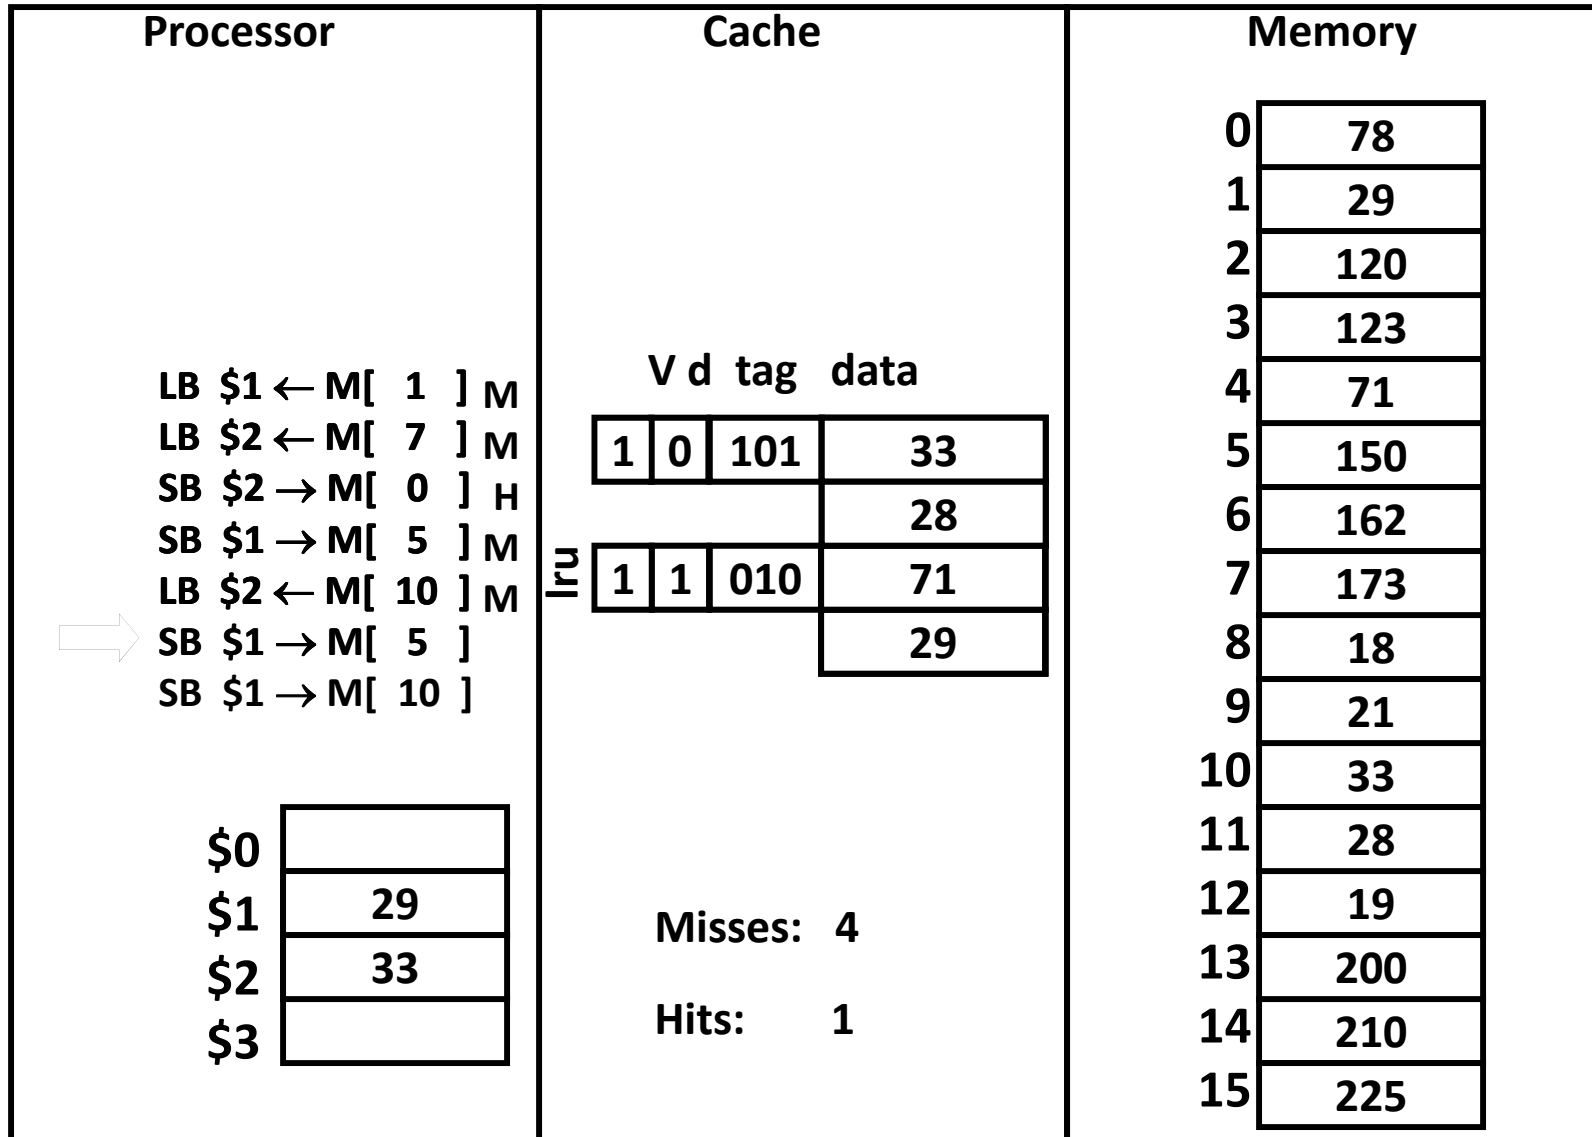 Processor
LB $1 ← M[ 1 ] M
LB $2 ← M[ 7 ] M
SB $2 → M[ 0 ] H
SB $1 → M[ 5 ] M
LB $2 ← M[ 10 ] M
SB $1 → M[ 5 ]
SB $1 → M[ 10 ]
$0
$1 29
$2 33
$3
Cache
V d tag data
1 0 101 33
28
lru 1 1 010 71
29
Misses: 4
Hits: 1
Memory
0 78
1 29
2 120
3 123
4 71
5 150
6 162
7 173
8 18
9 21
10 33
11 28
12 19
13 200
14 210
15 225